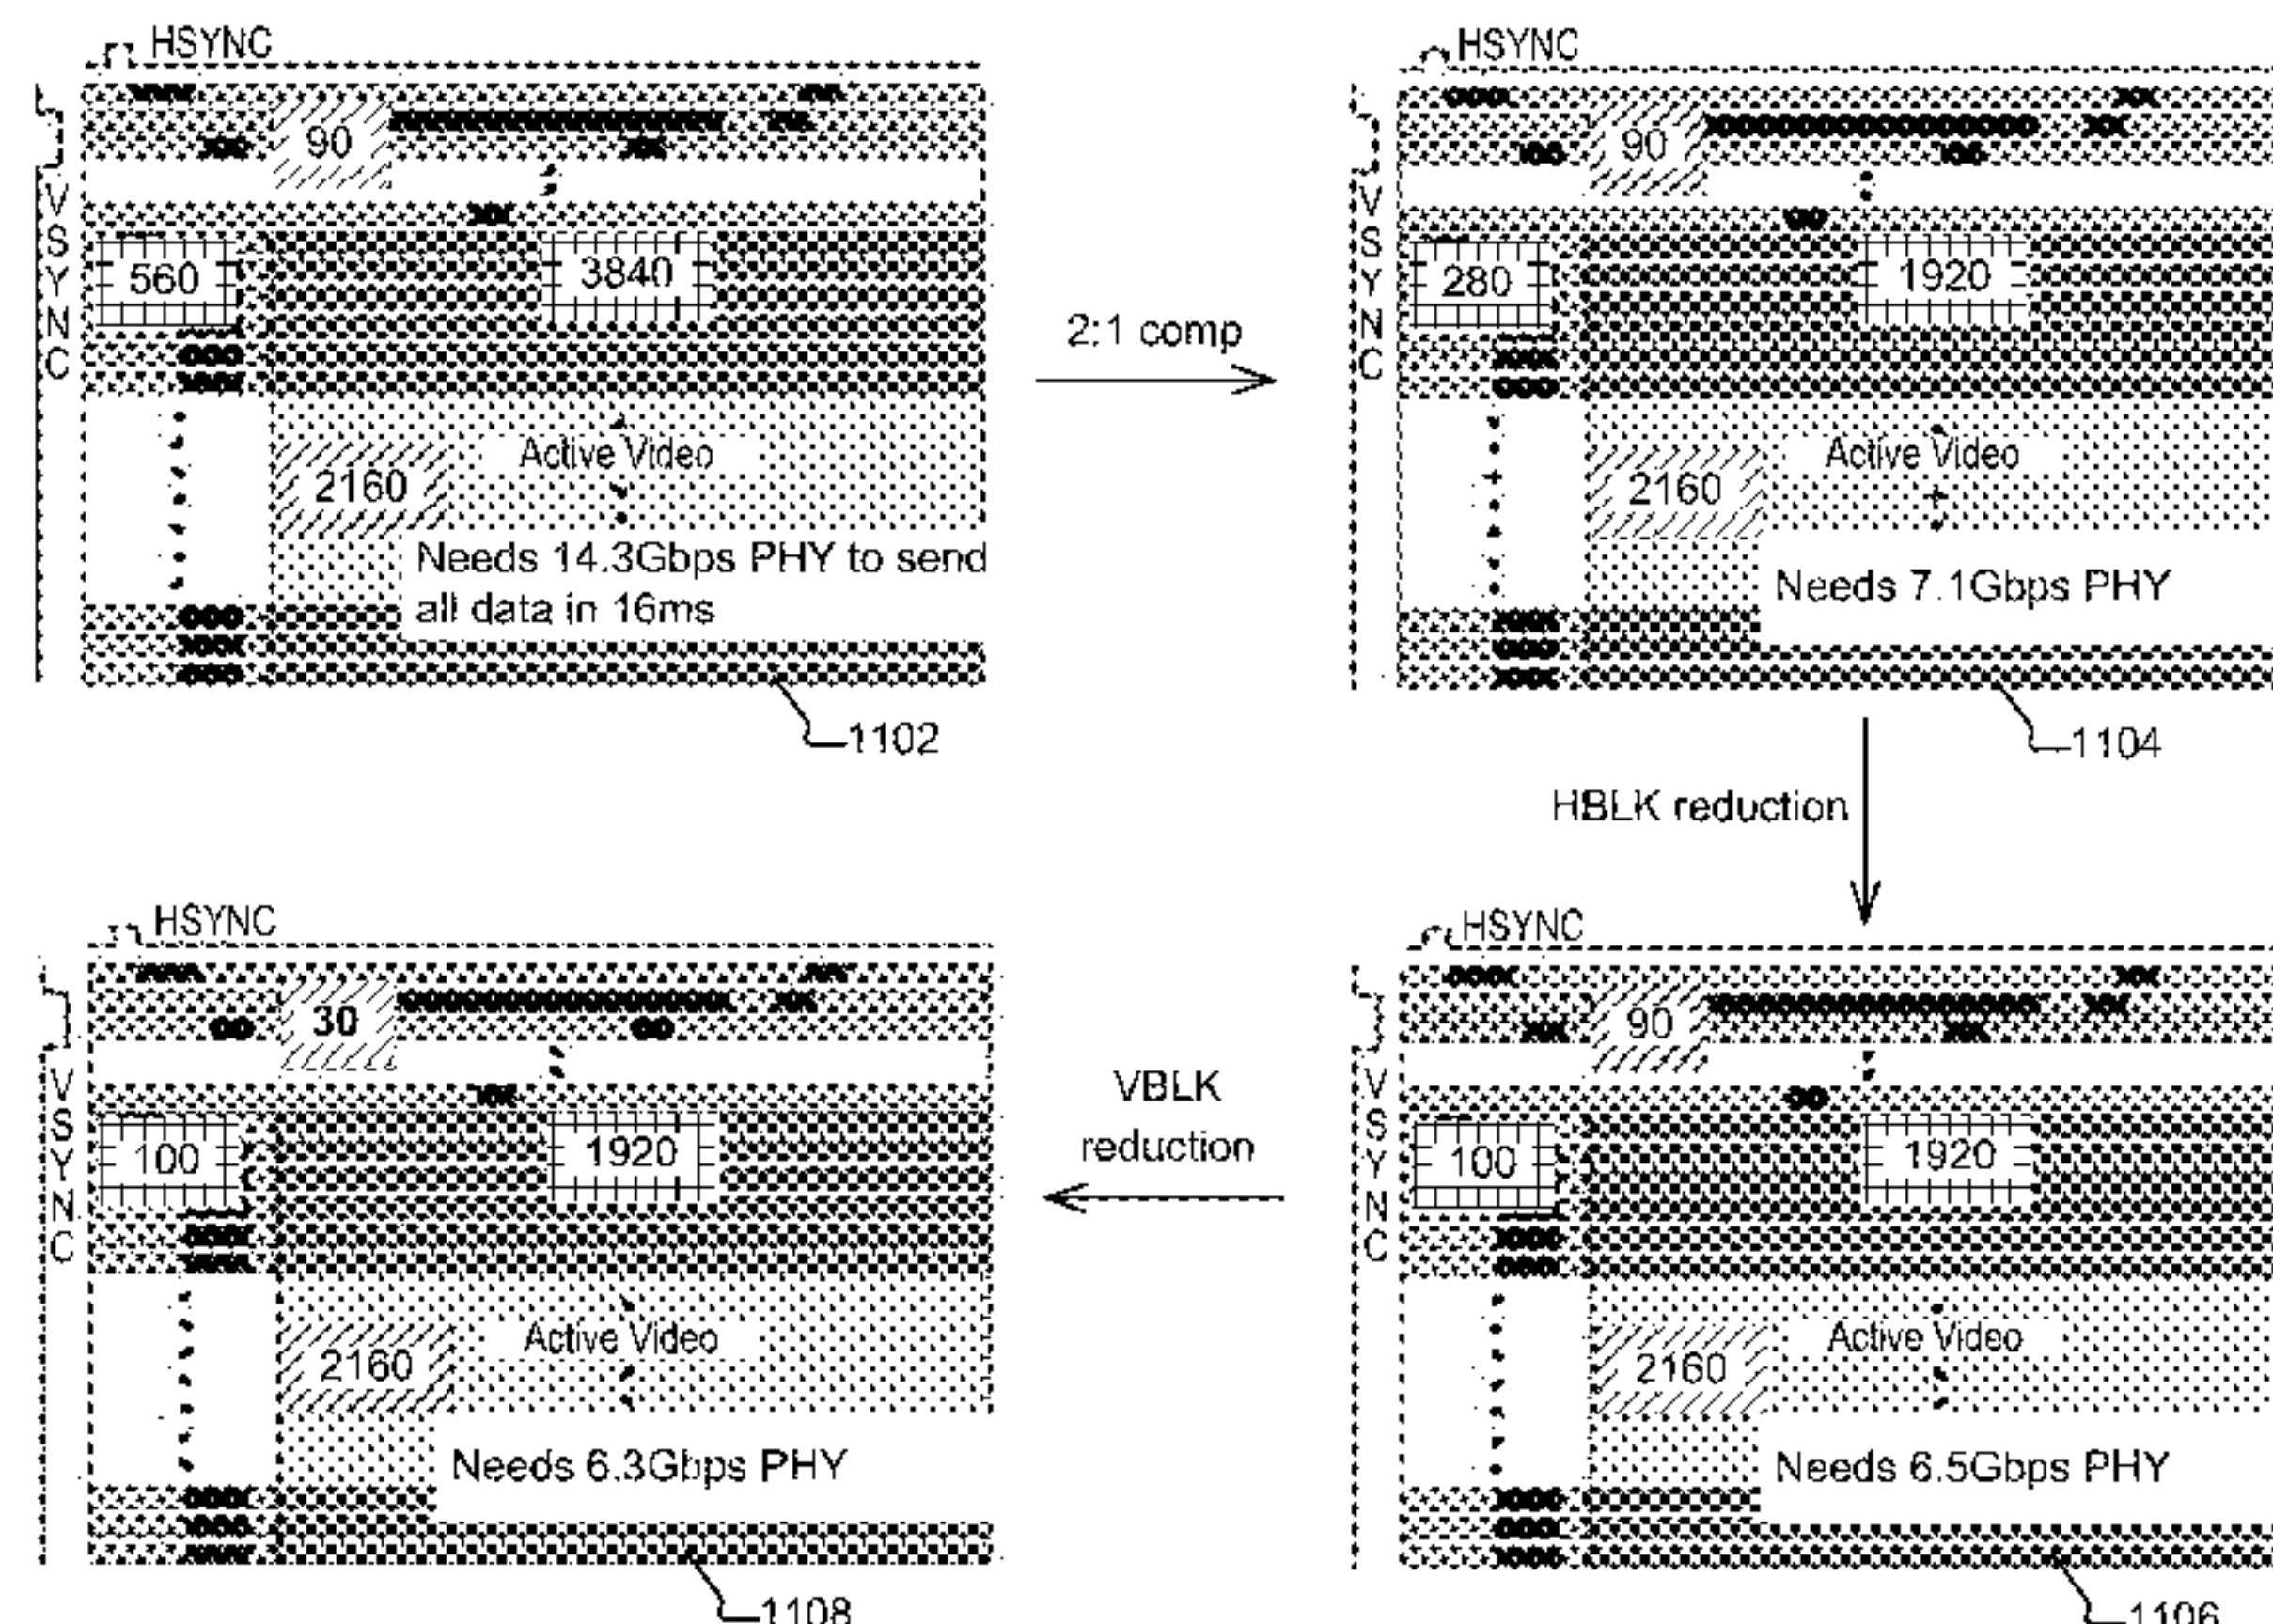 HSYNC
90
VSYNC
560
3840
Active Video
2160
Needs 14.3Gbps PHY to send
all data in 16ms
1102
2:1 comp
HSYNC
90
VSYNC
280
1920
Active Video
2160
Needs 7.1Gbps PHY
1104
HBLK reduction
HSYNC
90
VSYNC
100
1920
Active Video
2160
Needs 6.5Gbps PHY
1106
VBLK
reduction
HSYNC
30
VSYNC
100
1920
Active Video
2160
Needs 6.3Gbps PHY
1108